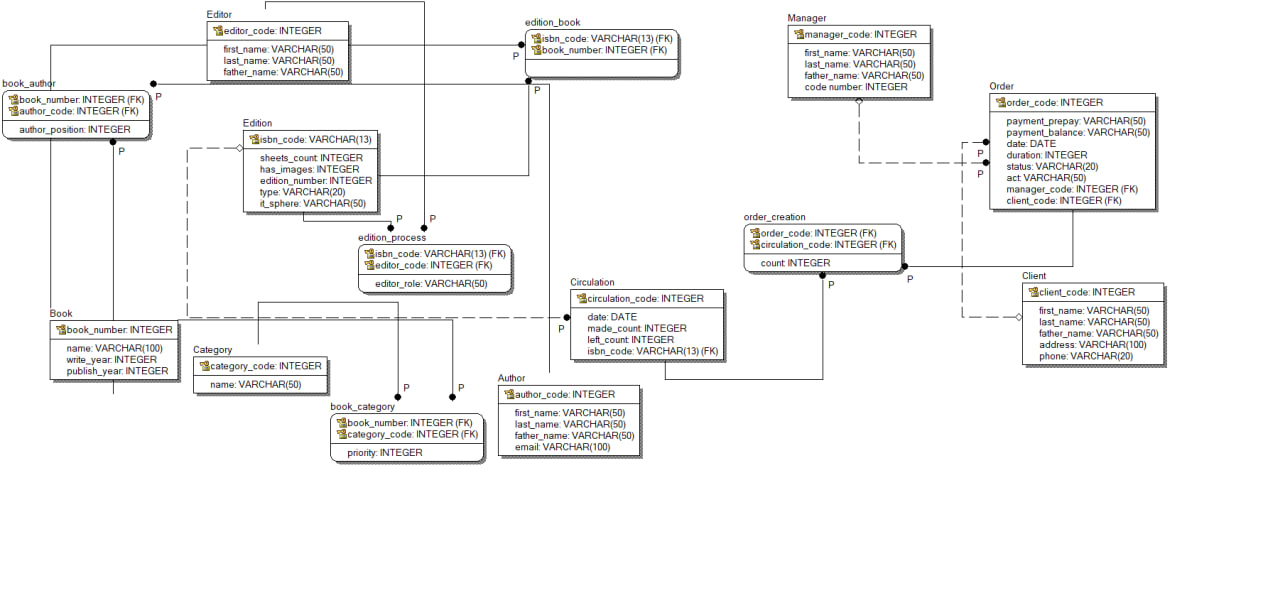 Editor
editor_code: INTEGER
first_name: VARCHAR(50)
last_name: VARCHAR(50)
father_name: VARCHAR(50)
edition_book
isbn_code: VARCHAR(13) (FK)
book_number: INTEGER (FK)
P
P
Manager
manager_code: INTEGER
first_name: VARCHAR(50)
last_name: VARCHAR(50)
father_name: VARCHAR(50)
code number: INTEGER
book_author
book_number: INTEGER (FK)
author_code: INTEGER (FK)
author_position: INTEGER
P
P
Order
order_code: INTEGER
payment_prepay: VARCHAR(50)
payment_balance: VARCHAR(50)
date: DATE
duration: INTEGER
status: VARCHAR(20)
act: VARCHAR(50)
manager_code: INTEGER (FK)
client_code: INTEGER (FK)
P
P
Edition
isbn_code: VARCHAR(13)
sheets_count: INTEGER
has_images: INTEGER
edition_number: INTEGER
type: VARCHAR(20)
it_sphere: VARCHAR(50)
P
P
edition_process
isbn_code: VARCHAR(13) (FK)
editor_code: INTEGER (FK)
editor_role: VARCHAR(50)
order_creation
order_code: INTEGER (FK)
circulation_code: INTEGER (FK)
count: INTEGER
P
P
Client
client_code: INTEGER
first_name: VARCHAR(50)
last_name: VARCHAR(50)
father_name: VARCHAR(50)
address: VARCHAR(100)
phone: VARCHAR(20)
Circulation
circulation_code: INTEGER
date: DATE
made_count: INTEGER
left_count: INTEGER
isbn_code: VARCHAR(13) (FK)
P
Book
book_number: INTEGER
name: VARCHAR(100)
write_year: INTEGER
publish_year: INTEGER
Category
category_code: INTEGER
name: VARCHAR(50)
P
P
book_category
book_number: INTEGER (FK)
category_code: INTEGER (FK)
priority: INTEGER
Author
author_code: INTEGER
first_name: VARCHAR(50)
last_name: VARCHAR(50)
father_name: VARCHAR(50)
email: VARCHAR(100)